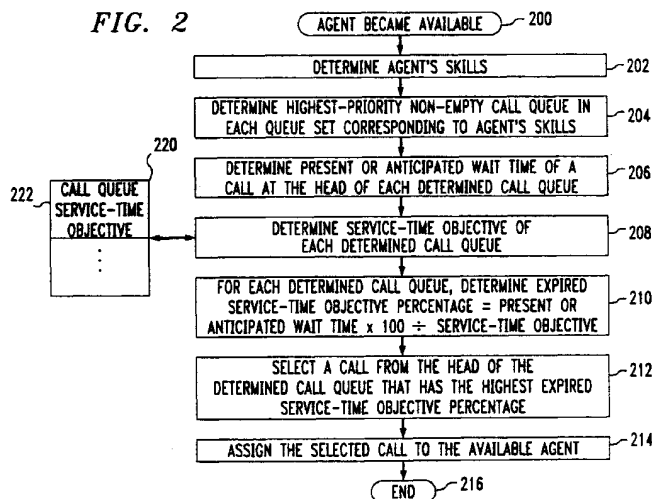 FIG. 2
AGENT BECAME AVAILABLE
200
DETERMINE AGENT'S SKILLS
202
DETERMINE HIGHEST-PRIORITY NON-EMPTY CALL QUEUE IN
EACH QUEUE SET CORRESPONDING TO AGENT'S SKILLS
204
DETERMINE PRESENT OR ANTICIPATED WAIT TIME OF A
CALL AT THE HEAD OF EACH DETERMINED CALL QUEUE
206
220
222
CALL QUEUE
SERVICE-TIME
OBJECTIVE
DETERMINE SERVICE-TIME OBJECTIVE OF
EACH DETERMINED CALL QUEUE
208
FOR EACH DETERMINED CALL QUEUE, DETERMINE EXPIRED
SERVICE-TIME OBJECTIVE PERCENTAGE = PRESENT OR
ANTICIPATED WAIT TIME x 100 ÷ SERVICE-TIME OBJECTIVE
210
SELECT A CALL FROM THE HEAD OF THE
DETERMINED CALL QUEUE THAT HAS THE HIGHEST EXPIRED
SERVICE-TIME OBJECTIVE PERCENTAGE
212
ASSIGN THE SELECTED CALL TO THE AVAILABLE AGENT
214
END
216